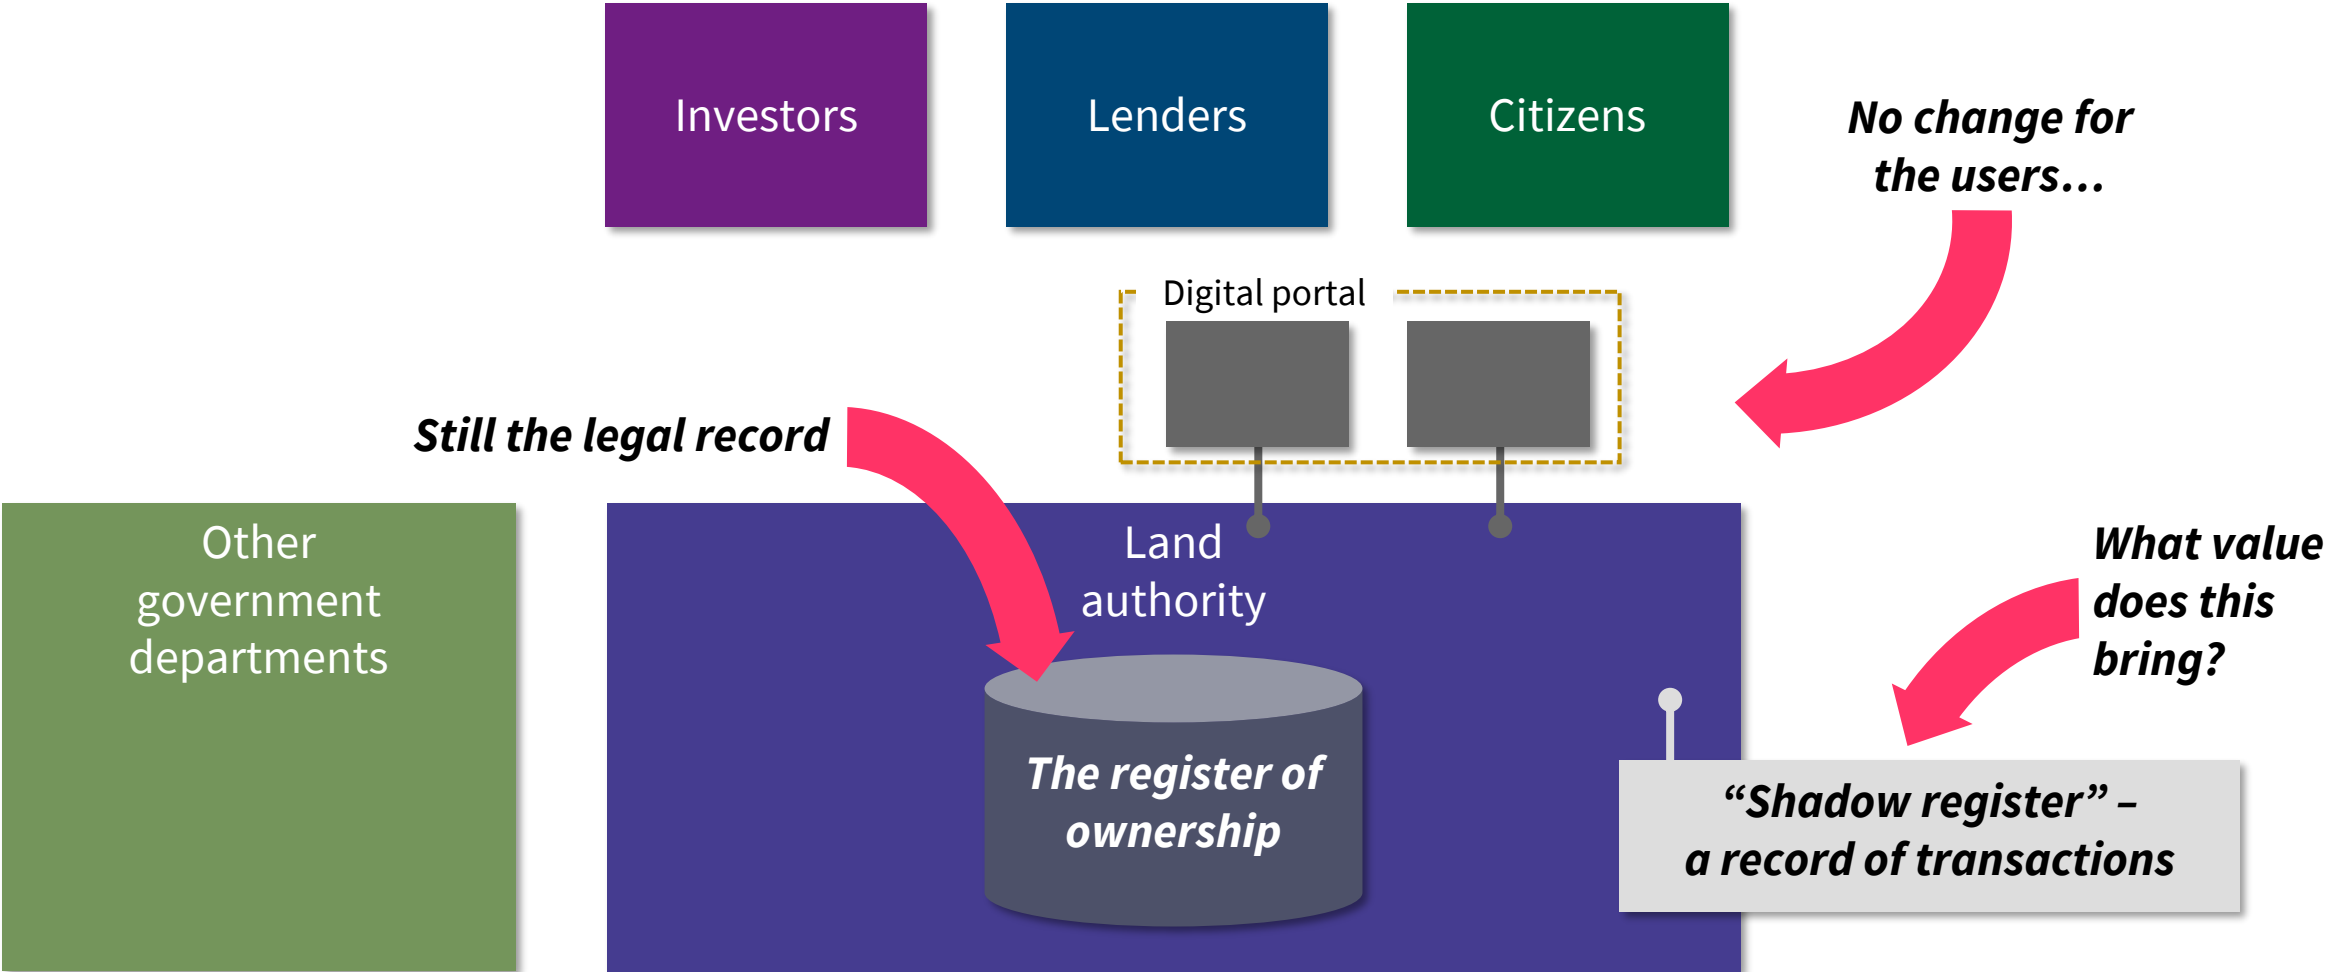 Investors
Lenders
Citizens
No change for
the users...
Digital portal
Still the legal record
Other
government
departments
Land
authority
What value
does this
bring?
The register of
ownership
“Shadow register” –
a record of transactions